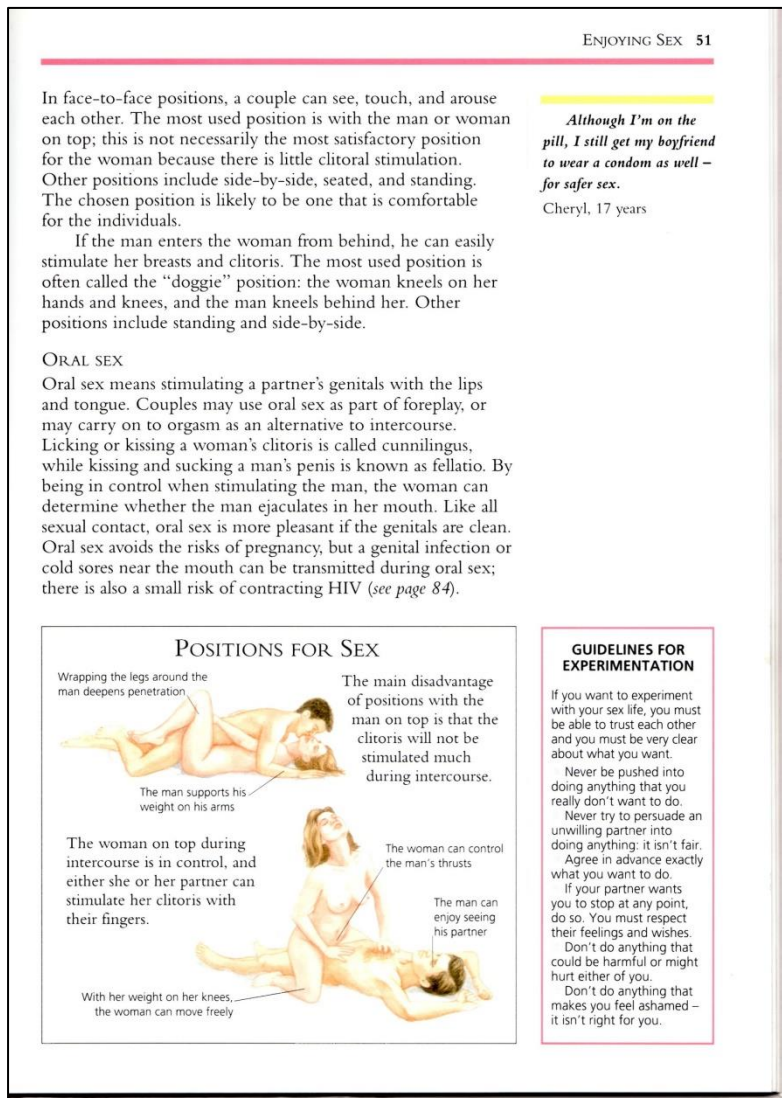 ENJOYING SEX 51
In face-to-face positions, a couple can see, touch, and arouse
each other. The most used position is with the man or woman
on top; this is not necessarily the most satisfactory position
for the woman because there is little clitoral stimulation.
Other positions include side-by-side, seated, and standing.
The chosen position is likely to be one that is comfortable
for the individuals.
If the man enters the woman from behind, he can easily
stimulate her breasts and clitoris. The most used position is
often called the “doggie” position: the woman kneels on her
hands and knees, and the man kneels behind her. Other
positions include standing and side-by-side.
Although I'm on the
pill, I still get my boyfriend
to wear a condom as well –
for safer sex.
Cheryl, 17 years
ORAL SEX
Oral sex means stimulating a partner's genitals with the lips
and tongue. Couples may use oral sex as part of foreplay, or
may carry on to orgasm as an alternative to intercourse.
Licking or kissing a woman's clitoris is called cunnilingus,
while kissing and sucking a man's penis is known as fellatio. By
being in control when stimulating the man, the woman can
determine whether the man ejaculates in her mouth. Like all
sexual contact, oral sex is more pleasant if the genitals are clean.
Oral sex avoids the risks of pregnancy, but a genital infection or
cold sores near the mouth can be transmitted during oral sex;
there is also a small risk of contracting HIV (see page 84).
POSITIONS FOR SEX
Wrapping the legs around the
man deepens penetration
The main disadvantage
of positions with the
man on top is that the
clitoris will not be
stimulated much
during intercourse.
The man supports his
weight on his arms
The woman on top during
intercourse is in control, and
either she or her partner can
stimulate her clitoris with
their fingers.
The woman can control
the man's thrusts
The man can
enjoy seeing
his partner
With her weight on her knees,
the woman can move freely
GUIDELINES FOR
EXPERIMENTATION
If you want to experiment
with your sex life, you must
be able to trust each other
and you must be very clear
about what you want.
Never be pushed into
doing anything that you
really don't want to do.
Never try to persuade an
unwilling partner into
doing anything: it isn't fair.
Agree in advance exactly
what you want to do.
If your partner wants
you to stop at any point,
do so. You must respect
their feelings and wishes.
Don't do anything that
could be harmful or might
hurt either of you.
Don't do anything that
makes you feel ashamed –
it isn't right for you.